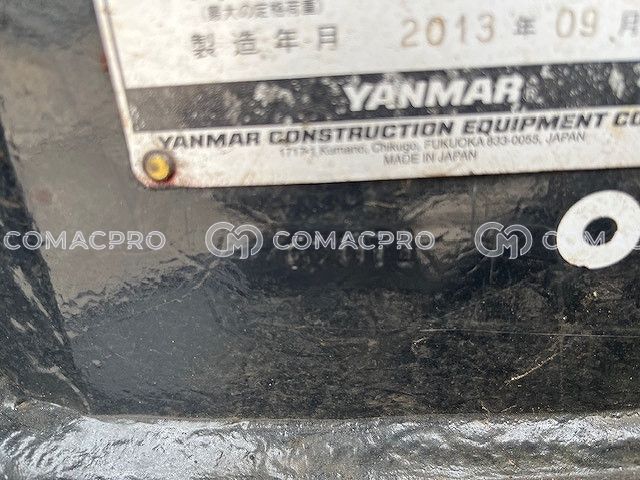 (最大の定格荷重)
製造年月 2013 年 09 月
YANMAR
YANMAR CONSTRUCTION EQUIPMENT CO
1717-1 Kumano, Chikugo, FUKUOKA 833-0055, JAPAN
MADE IN JAPAN
COMACPRO COMACPRO COMACPRO